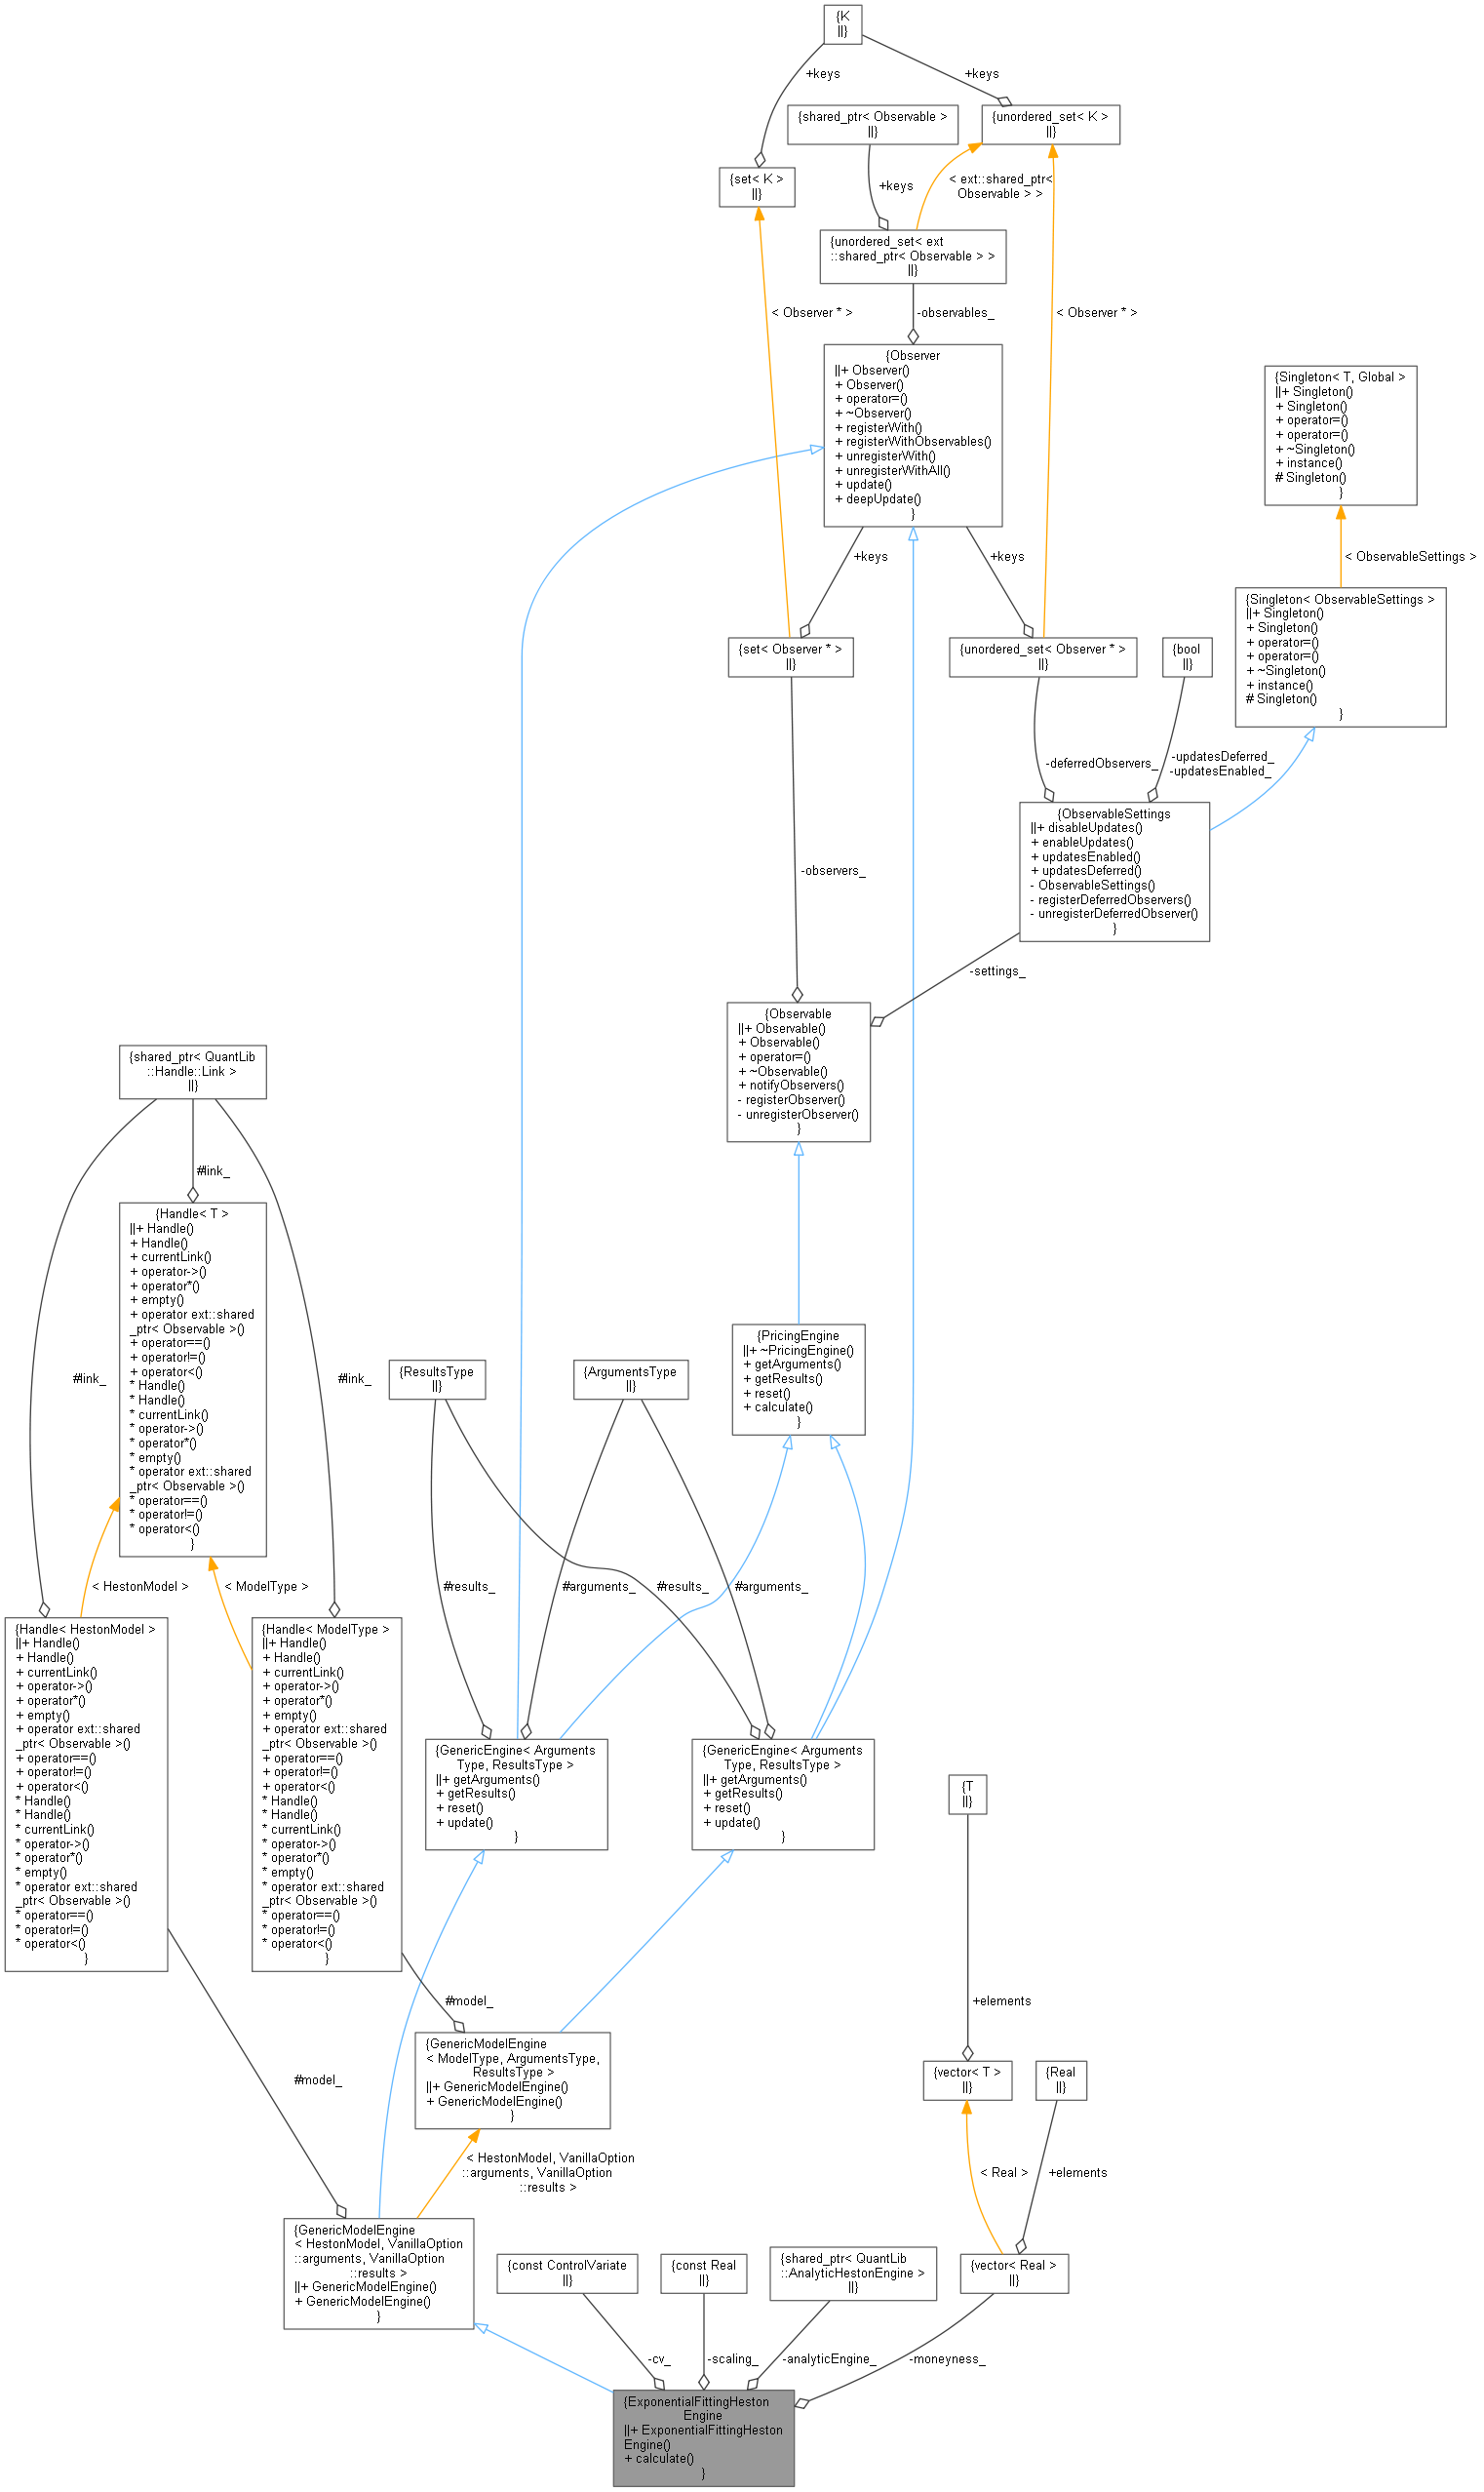 {K
||}
+keys
+keys
{shared_ptr< Observable >
||}
{unordered_set< K >
||}
{set< K >
||}
+keys
< ext::shared_ptr<
Observable > >
{unordered_set< ext
::shared_ptr< Observable > >
||}
< Observer * >
-observables_
< Observer * >
{Observer
||+ Observer()
+ Observer()
+ operator=()
+ ~Observer()
+ registerWith()
+ registerWithObservables()
+ unregisterWith()
+ unregisterWithAll()
+ update()
+ deepUpdate()
}
{Singleton< T, Global >
||+ Singleton()
+ Singleton()
+ operator=()
+ operator=()
+ ~Singleton()
+ instance()
# Singleton()
}
+keys
+keys
< ObservableSettings >
{Singleton< ObservableSettings >
||+ Singleton()
+ Singleton()
+ operator=()
+ operator=()
+ ~Singleton()
+ instance()
# Singleton()
}
{set< Observer * >
||}
{unordered_set< Observer * >
||}
{bool
||}
-deferredObservers_
-updatesDeferred_
-updatesEnabled_
{ObservableSettings
||+ disableUpdates()
+ enableUpdates()
+ updatesEnabled()
+ updatesDeferred()
- ObservableSettings()
- registerDeferredObservers()
- unregisterDeferredObserver()
}
-observers_
-settings_
{Observable
||+ Observable()
+ Observable()
+ operator=()
+ ~Observable()
+ notifyObservers()
- registerObserver()
- unregisterObserver()
}
{shared_ptr< QuantLib
::Handle::Link >
||}
#link_
{Handle< T >
||+ Handle()
+ Handle()
+ currentLink()
+ operator->()
+ operator*()
+ empty()
+ operator ext::shared
_ptr< Observable >()
+ operator==()
+ operator!=()
+ operator<()
* Handle()
* Handle()
* currentLink()
* operator->()
* operator*()
* empty()
* operator ext::shared
_ptr< Observable >()
* operator==()
* operator!=()
* operator<()
}
#link_
#link_
{ResultsType
||}
{ArgumentsType
||}
{PricingEngine
||+ ~PricingEngine()
+ getArguments()
+ getResults()
+ reset()
+ calculate()
}
< HestonModel >
< ModelType >
#results_
#arguments_
#results_
#arguments_
{Handle< HestonModel >
||+ Handle()
+ Handle()
+ currentLink()
+ operator->()
+ operator*()
+ empty()
+ operator ext::shared
_ptr< Observable >()
+ operator==()
+ operator!=()
+ operator<()
* Handle()
* Handle()
* currentLink()
* operator->()
* operator*()
* empty()
* operator ext::shared
_ptr< Observable >()
* operator==()
* operator!=()
* operator<()
}
{Handle< ModelType >
||+ Handle()
+ Handle()
+ currentLink()
+ operator->()
+ operator*()
+ empty()
+ operator ext::shared
_ptr< Observable >()
+ operator==()
+ operator!=()
+ operator<()
* Handle()
* Handle()
* currentLink()
* operator->()
* operator*()
* empty()
* operator ext::shared
_ptr< Observable >()
* operator==()
* operator!=()
* operator<()
}
{GenericEngine< Arguments
Type, ResultsType >
||+ getArguments()
+ getResults()
+ reset()
+ update()
}
{GenericEngine< Arguments
Type, ResultsType >
||+ getArguments()
+ getResults()
+ reset()
+ update()
}
{T
||}
#model_
+elements
#model_
{GenericModelEngine
< ModelType, ArgumentsType,
ResultsType >
||+ GenericModelEngine()
+ GenericModelEngine()
}
{vector< T >
||}
{Real
||}
< HestonModel, VanillaOption
::arguments, VanillaOption
::results >
< Real >
+elements
{GenericModelEngine
< HestonModel, VanillaOption
::arguments, VanillaOption
::results >
||+ GenericModelEngine()
+ GenericModelEngine()
}
{const ControlVariate
||}
{const Real
||}
{shared_ptr< QuantLib
::AnalyticHestonEngine >
||}
{vector< Real >
||}
-cv_
-scaling_
-analyticEngine_
-moneyness_
{ExponentialFittingHeston
Engine
||+ ExponentialFittingHeston
Engine()
+ calculate()
}